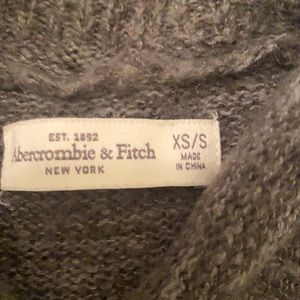 EST. 1892
Abercrombie & Fitch
NEW YORK
XS/S
MADE
IN CHINA